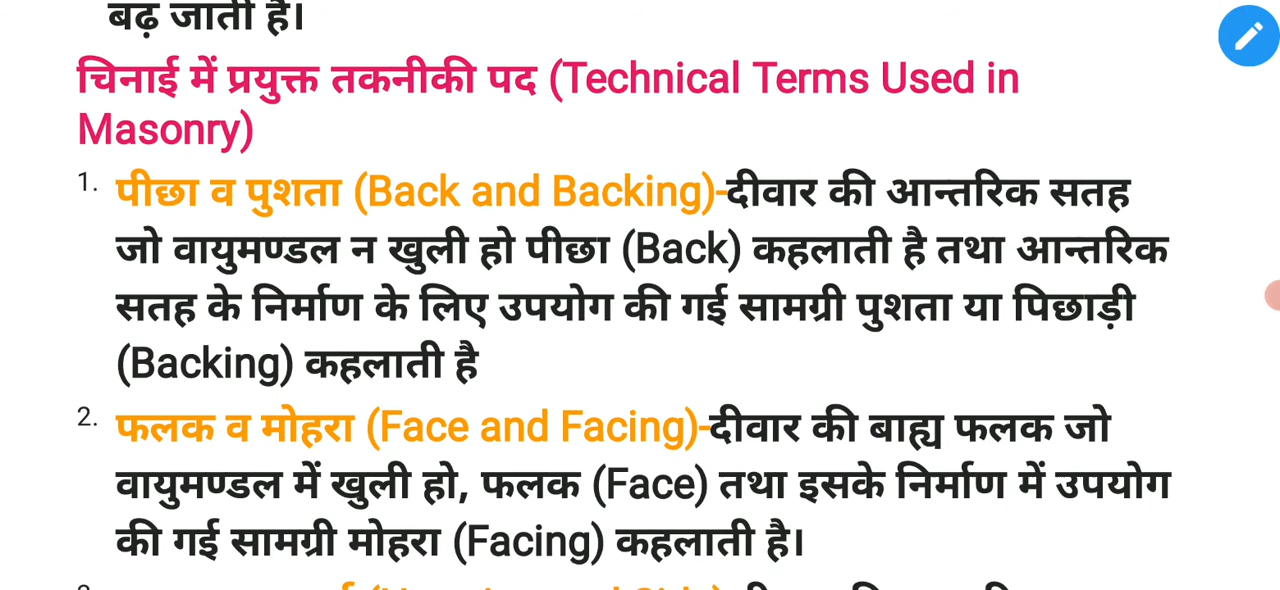 बढ़ जाती है।
चिनाई में प्रयुक्त तकनीकी पद (Technical Terms Used in
Masonry)
1. पीछा व पुशता (Back and Backing)-दीवार की आन्तरिक सतह
जो वायुमण्डल न खुली हो पीछा (Back) कहलाती है तथा आन्तरिक
सतह के निर्माण के लिए उपयोग की गई सामग्री पुशता या पिछाड़ी
(Backing) कहलाती है
2. फलक व मोहरा (Face and Facing)-दीवार की बाह्य फलक जो
वायुमण्डल में खुली हो, फलक (Face) तथा इसके निर्माण में उपयोग
की गई सामग्री मोहरा (Facing) कहलाती है।